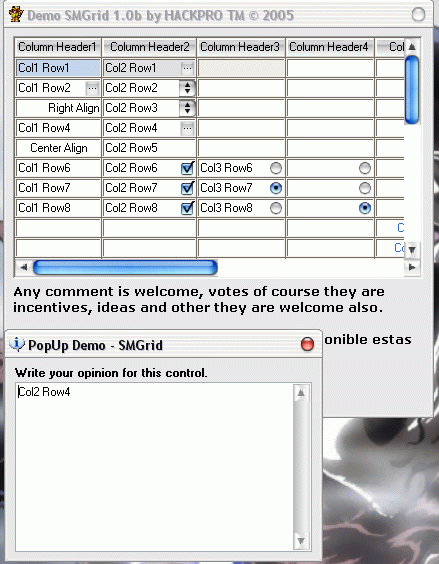 Demo SMGrid 1.0b by HACKPRO TM © 2005
Column Header1 Column Header2 Column Header3 Column Header4 Col
Col1 Row1 Col2 Row1 ...
Col1 Row2 ... Col2 Row2
Right Align Col2 Row3
Col1 Row4 Col2 Row4 ...
Center Align Col2 Row5
Col1 Row6 Col2 Row6 Col3 Row6
Col1 Row7 Col2 Row7 Col3 Row7
Col1 Row8 Col2 Row8 Col3 Row8
C
Co
Any comment is welcome, votes of course they are
incentives, ideas and other they are welcome also.
onible estas
PopUp Demo - SMGrid
Write your opinion for this control.
Col2 Row4